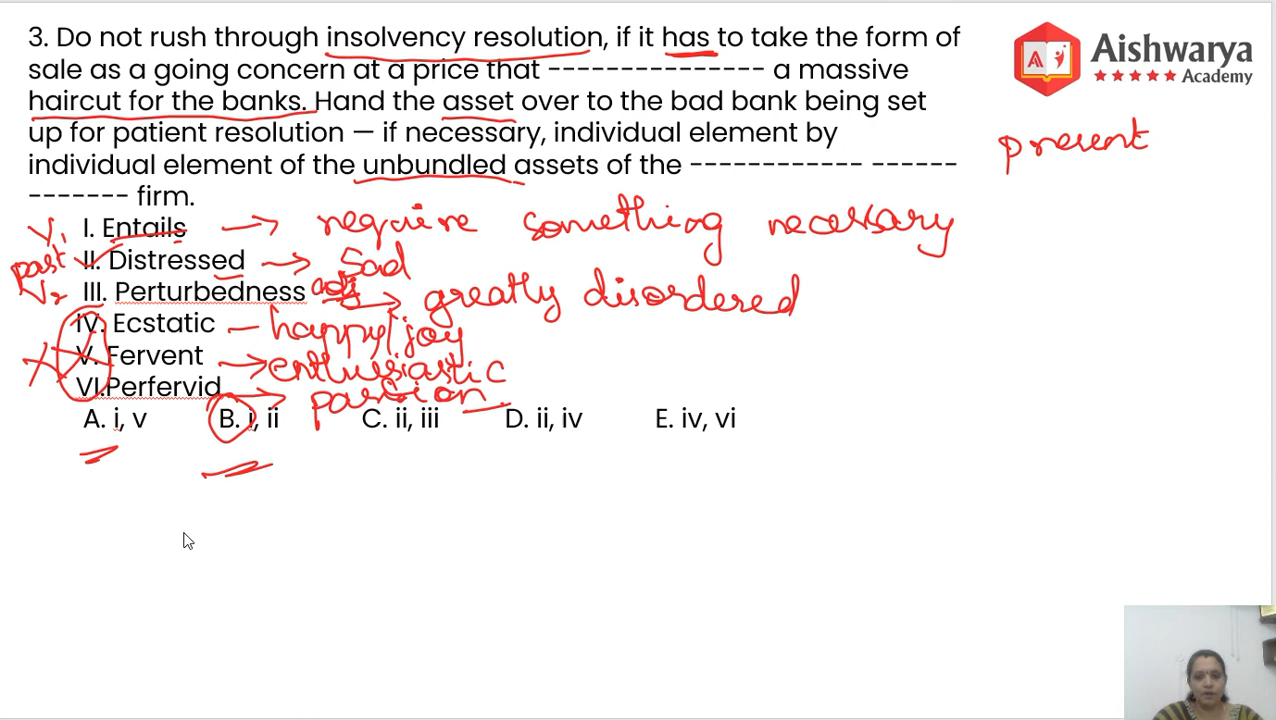 3. Do not rush through insolvency resolution, if it has to take the form of
sale as a going concern at a price that --------------- a massive
haircut for the banks. Hand the asset over to the bad bank being set
up for patient resolution — if necessary, individual element by
individual element of the unbundled assets of the ------------ ------
------- firm.
Aishwarya
Academy
present
V1 I. Entails → require something necessary
past II. Distressed → Sad
V2 III. Perturbedness adj → greatly disordered
IV. Ecstatic – happy/joy
V. Fervent → enthusiastic
VI.Perfervid → passion
A. i, v B. i, ii C. ii, iii D. ii, iv E. iv, vi